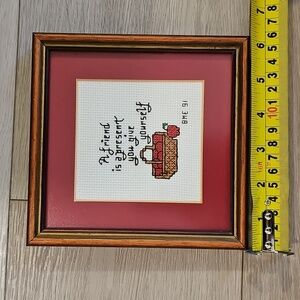 A friend
is a present
you give
yourself
BME 91